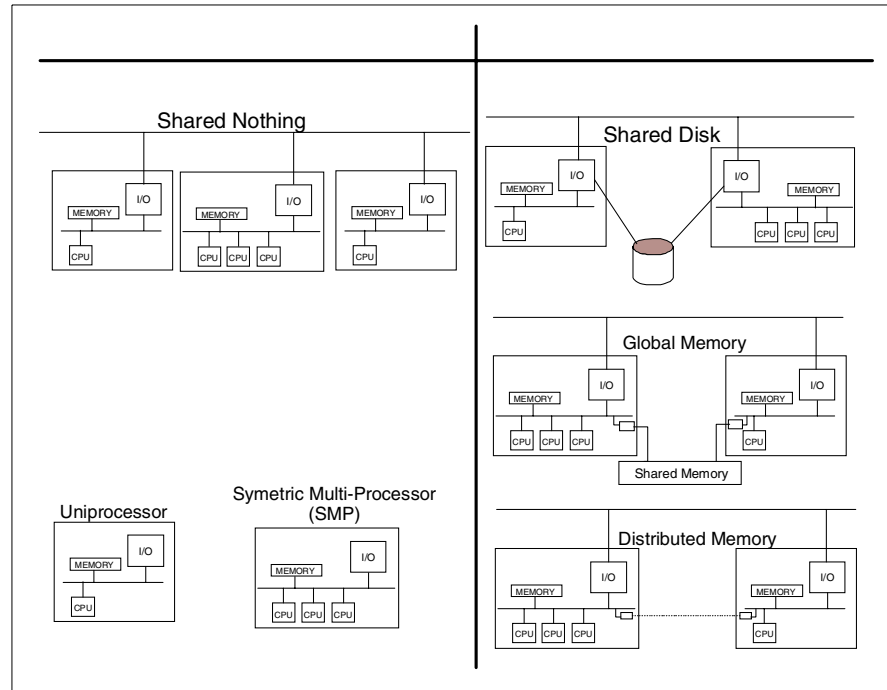 Shared Nothing
I/O
MEMORY
CPU
I/O
MEMORY
CPU
CPU
CPU
I/O
MEMORY
CPU
Uniprocessor
I/O
MEMORY
CPU
Symetric Multi-Processor
(SMP)
I/O
MEMORY
CPU
CPU
CPU
Shared Disk
I/O
MEMORY
CPU
I/O
MEMORY
CPU
CPU
CPU
Global Memory
I/O
MEMORY
CPU
CPU
CPU
I/O
MEMORY
CPU
Shared Memory
Distributed Memory
I/O
MEMORY
CPU
CPU
CPU
I/O
MEMORY
CPU